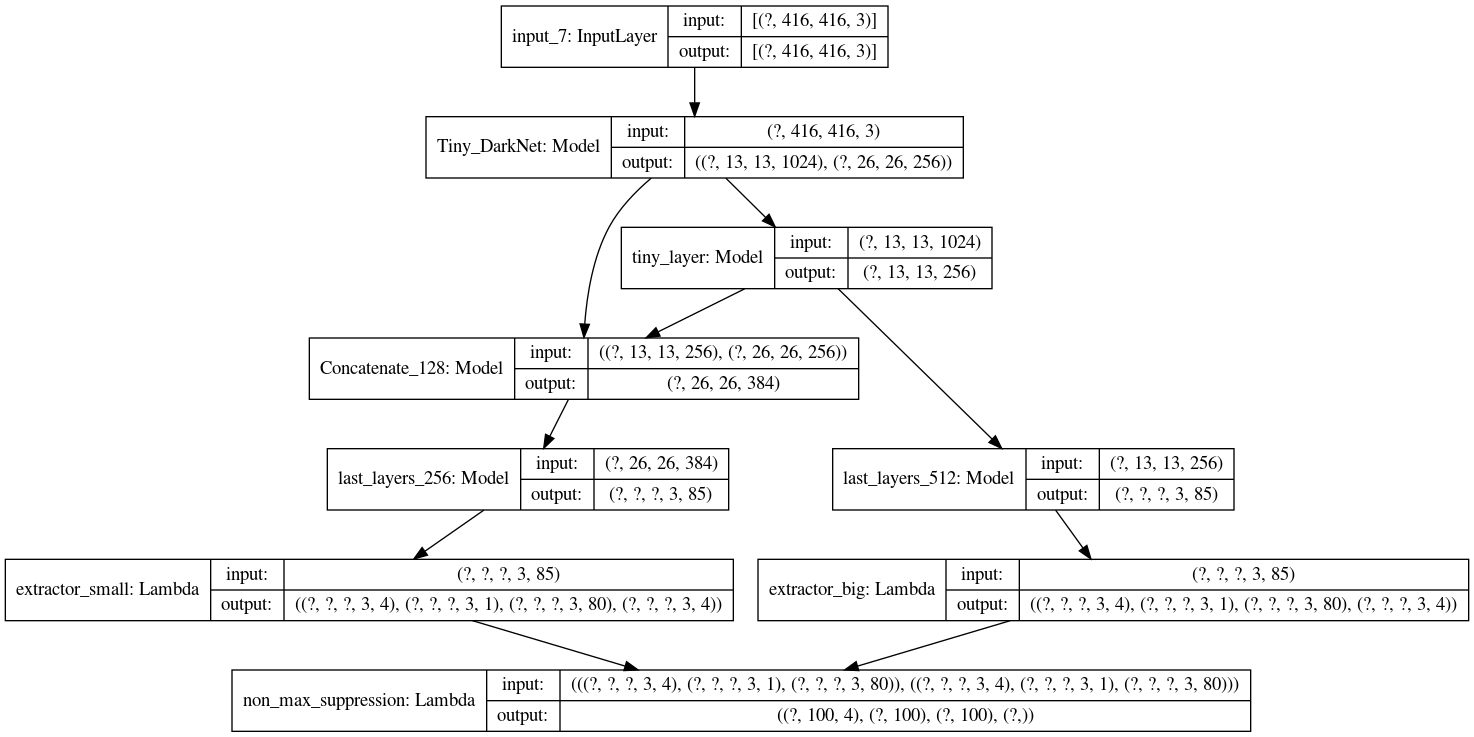 input_7: InputLayer
input:
[(?, 416, 416, 3)]
output:
[(?, 416, 416, 3)]
Tiny_DarkNet: Model
input:
(?, 416, 416, 3)
output:
((?, 13, 13, 1024), (?, 26, 26, 256))
tiny_layer: Model
input:
(?, 13, 13, 1024)
output:
(?, 13, 13, 256)
Concatenate_128: Model
input:
((?, 13, 13, 256), (?, 26, 26, 256))
output:
(?, 26, 26, 384)
last_layers_256: Model
input:
(?, 26, 26, 384)
output:
(?, ?, ?, 3, 85)
last_layers_512: Model
input:
(?, 13, 13, 256)
output:
(?, ?, ?, 3, 85)
extractor_small: Lambda
input:
(?, ?, ?, 3, 85)
output:
((?, ?, ?, 3, 4), (?, ?, ?, 3, 1), (?, ?, ?, 3, 80), (?, ?, ?, 3, 4))
extractor_big: Lambda
input:
(?, ?, ?, 3, 85)
output:
((?, ?, ?, 3, 4), (?, ?, ?, 3, 1), (?, ?, ?, 3, 80), (?, ?, ?, 3, 4))
non_max_suppression: Lambda
input:
(((?, ?, ?, 3, 4), (?, ?, ?, 3, 1), (?, ?, ?, 3, 80)), ((?, ?, ?, 3, 4), (?, ?, ?, 3, 1), (?, ?, ?, 3, 80)))
output:
((?, 100, 4), (?, 100), (?, 100), (?,))